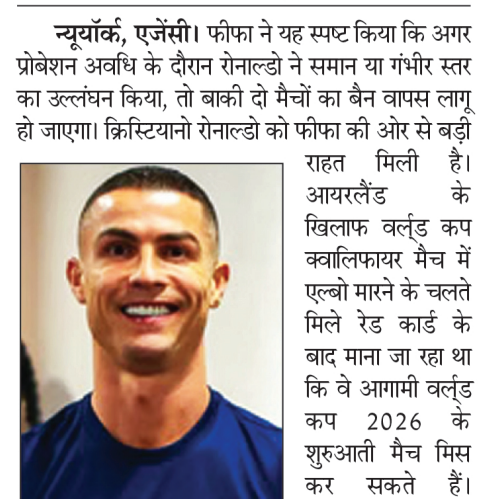 न्यूयॉर्क, एजेंसी। फीफा ने यह स्पष्ट किया कि अगर
प्रोबेशन अवधि के दौरान रोनाल्डो ने समान या गंभीर स्तर
का उल्लंघन किया, तो बाकी दो मैचों का बैन वापस लागू
हो जाएगा। क्रिस्टियानो रोनाल्डो को फीफा की ओर से बड़ी
राहत मिली है।
आयरलैंड के
खिलाफ वर्ल्ड कप
क्वालिफायर मैच में
एल्बो मारने के चलते
मिले रेड कार्ड के
बाद माना जा रहा था
कि वे आगामी वर्ल्ड
कप 2026 के
शुरुआती मैच मिस
कर सकते हैं।